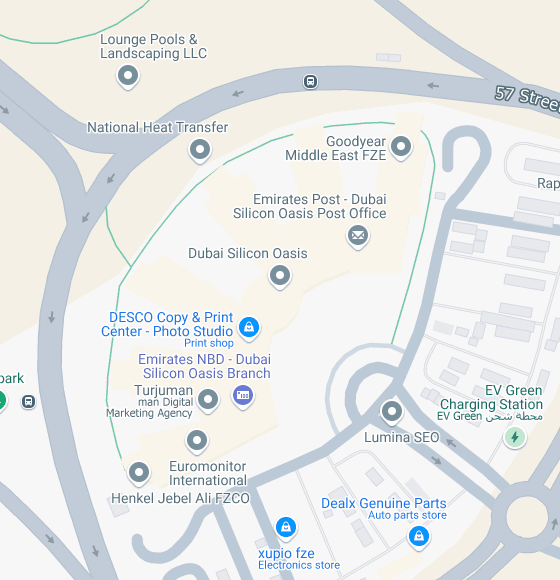 Lounge Pools &
Landscaping LLC
57 Street
National Heat Transfer
Goodyear
Middle East FZE
Rap
Emirates Post - Dubai
Silicon Oasis Post Office
Dubai Silicon Oasis
DESCO Copy & Print
Center - Photo Studio
Print shop
Emirates NBD - Dubai
Silicon Oasis Branch
park
Turjuman
man Digital
Marketing Agency
EV Green
Charging Station
محطة شحن EV Green
Lumina SEO
Euromonitor
International
Henkel Jebel Ali FZCO
Dealx Genuine Parts
Auto parts store
xupio fze
Electronics store